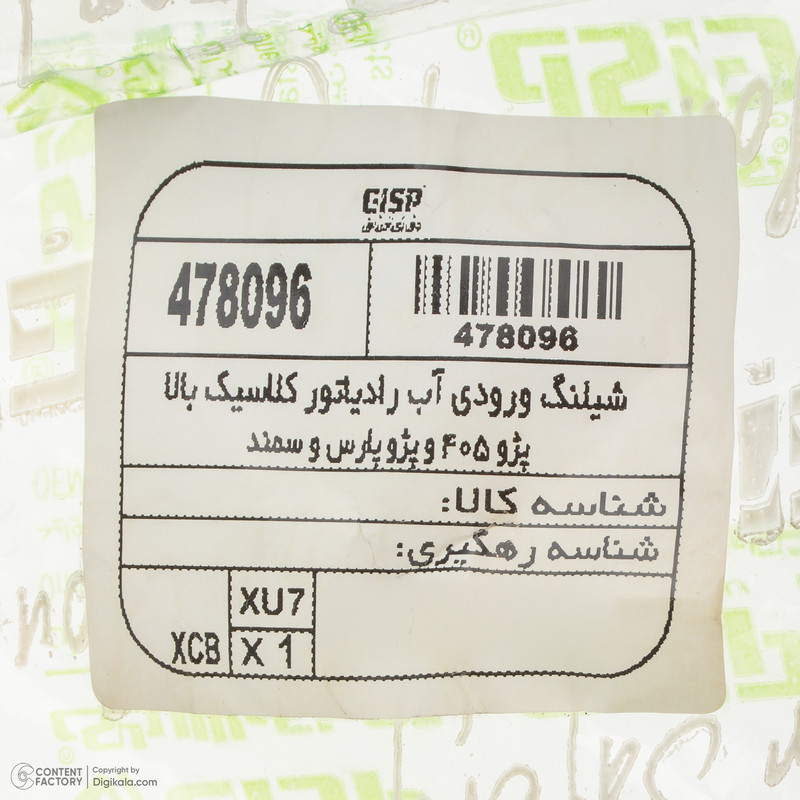 GISP
478096
478096
شیلنگ ورودی آب رادیاتور کلاسیک بالا
پژو ۴۰۵ و پژو پارس و سمند
شناسه کالا:
شناسه رهگیری:
XU7
XCB X 1
CONTENT FACTORY
Copyright by
Digikala.com